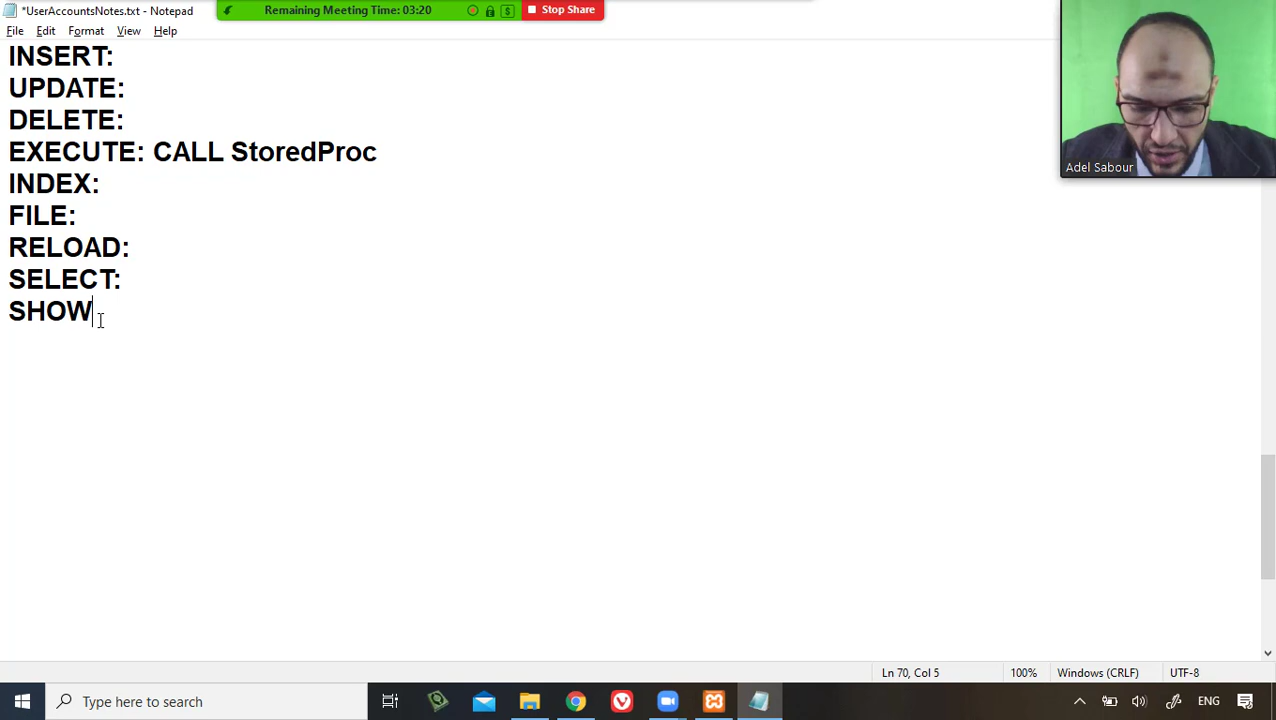 *UserAccountsNotes.txt - Notepad
Remaining Meeting Time: 03:20
Stop Share
File Edit Format View Help
INSERT:
UPDATE:
DELETE:
EXECUTE: CALL StoredProc
INDEX:
FILE:
RELOAD:
SELECT:
SHOW
Adel Sabour
Ln 70, Col 5
100%
Windows (CRLF)
UTF-8
Type here to search
ENG